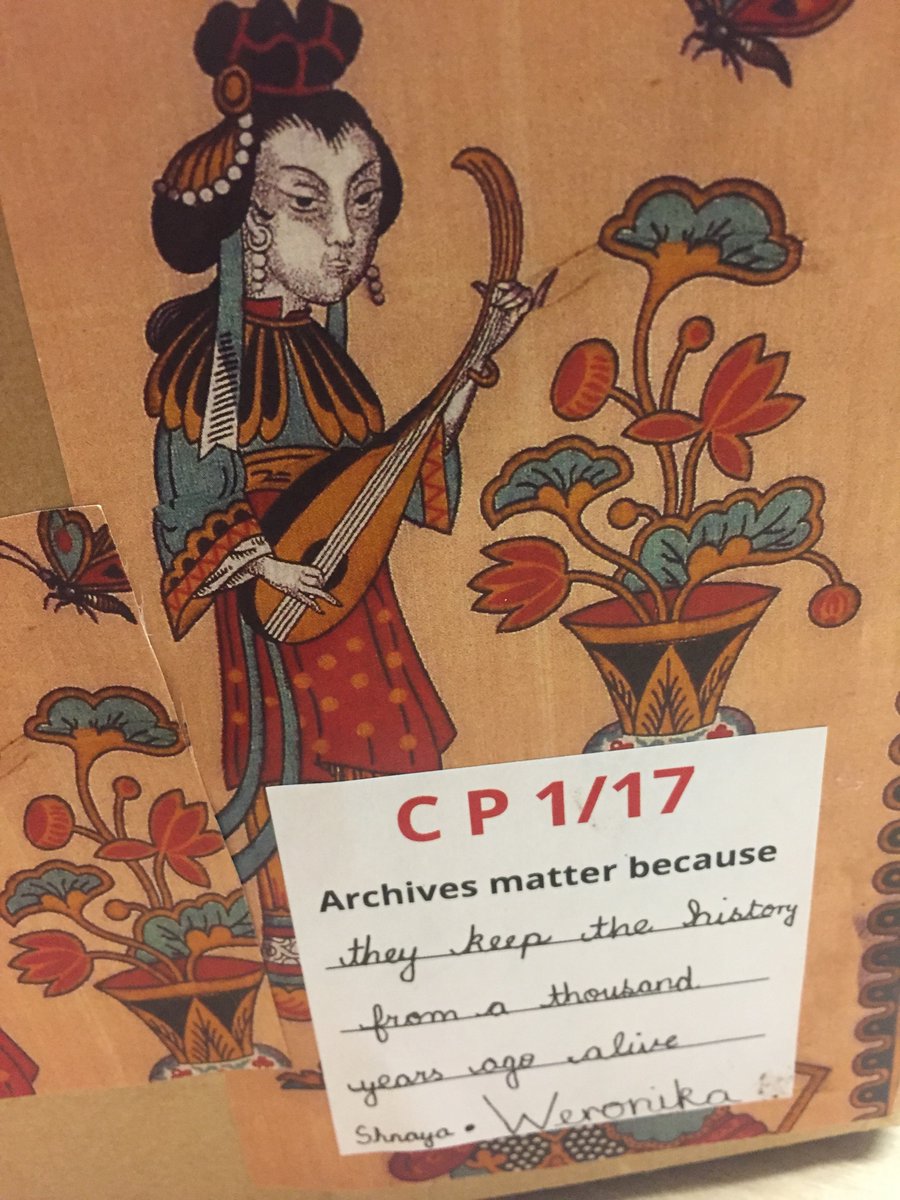 C P 1/17
Archives matter because
they keep the history
from a thousand
years ago alive
Shraya. Weronika